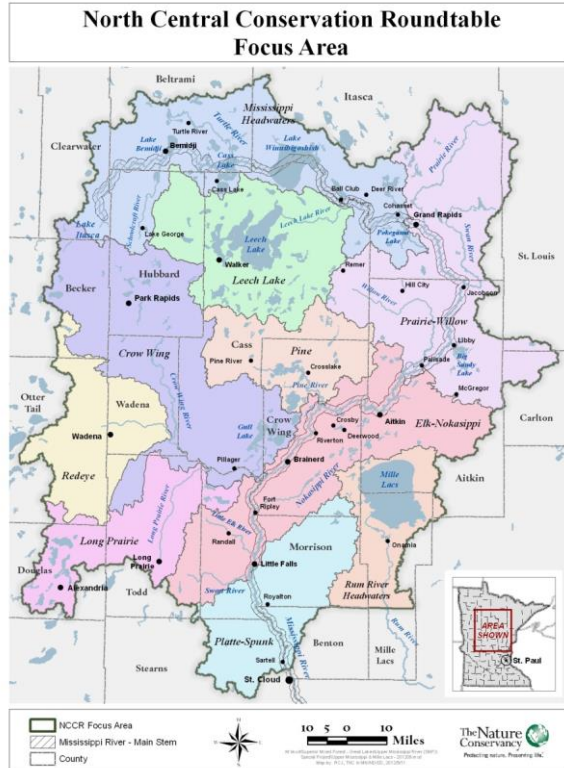 North Central Conservation Roundtable
Focus Area
Beltrami
Itasca
Mississippi
Headwaters
Turtle River
Turtle River
Clearwater
Lake
Bemidji
Bemidji
Cass
Lake
Lake
Winnibigoshish
Prairie River
Cass Lake
Ball Club
Deer River
Cohasset
Grand Rapids
Schoolcraft River
Leech Lake River
Lake
Itasca
Lake George
Pokegama
Lake
Swan River
Leech
Lake
St. Louis
Walker
Remer
Hubbard
Becker
Leech Lake
Hill City
Jacobson
Park Rapids
Willow River
Prairie-Willow
Cass
Pine
Libby
Crow Wing
Pine River
Crosslake
Palisade
Big
Sandy
Lake
Pine River
McGregor
Otter
Tail
Wadena
Crow Wing River
Crow
Wing
Carlton
Gull
Lake
Crosby
Aitkin
Elk-Nokasippi
Wadena
Riverton
Deerwood
Redeye
Pillager
Brainerd
Aitkin
Nokasippi River
Mille
Lacs
Long Prairie River
Fort
Ripley
Little Elk River
Long Prairie
Randall
Morrison
Onamia
Douglas
Long
Prairie
Little Falls
Alexandria
Rum River
Headwaters
Todd
Swan River
Royalton
Rum River
Platte-Spunk
Mississippi River
Benton
Mille
Lacs
Stearns
Sartell
St. Cloud
AREA
SHOWN
St. Paul
NCCR Focus Area
Mississippi River - Main Stem
County
N
W
E
S
10 5 0 10
Miles
The Nature
Conservancy
Protecting nature. Preserving life.